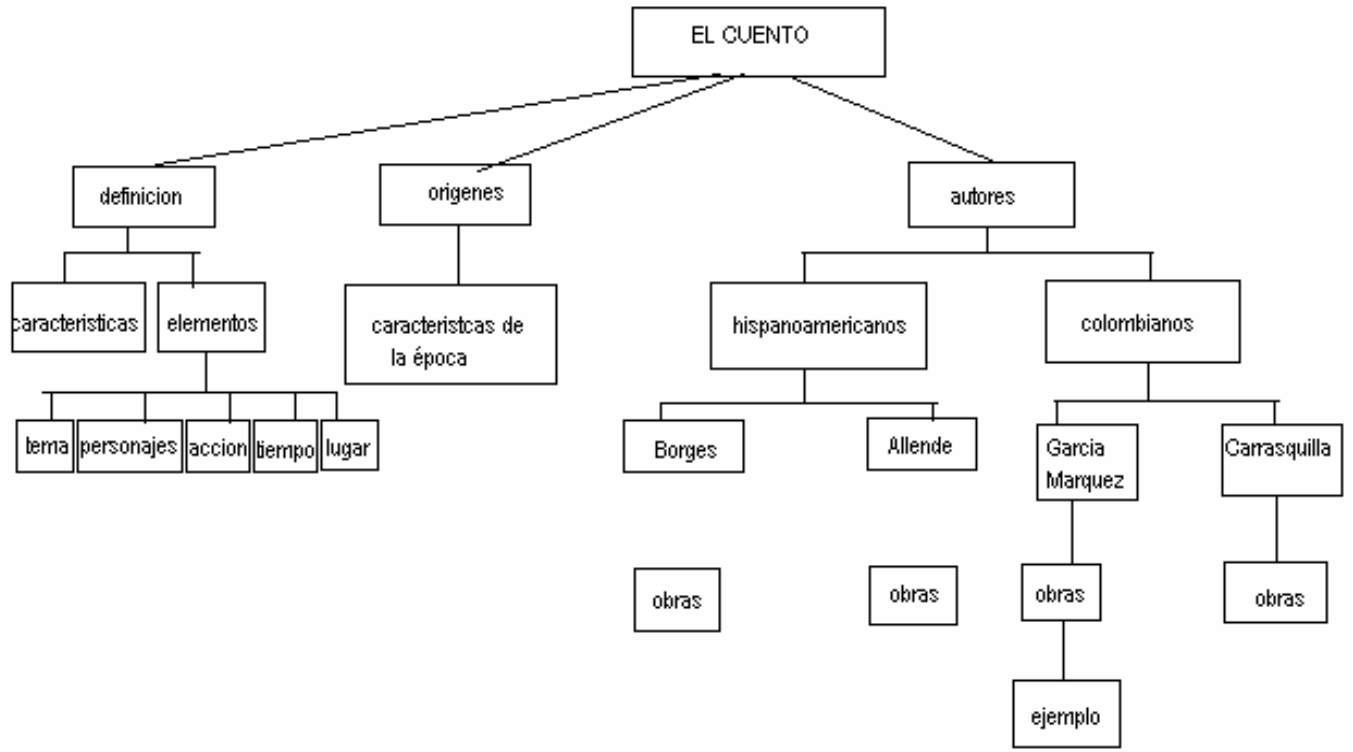 EL CUENTO
definicion
origenes
autores
caracteristicas
elementos
caracteristcas de
la época
hispanoamericanos
colombianos
tema
personajes
accion
tiempo
lugar
Borges
Allende
Garcia
Marquez
Carrasquilla
obras
obras
obras
obras
ejemplo